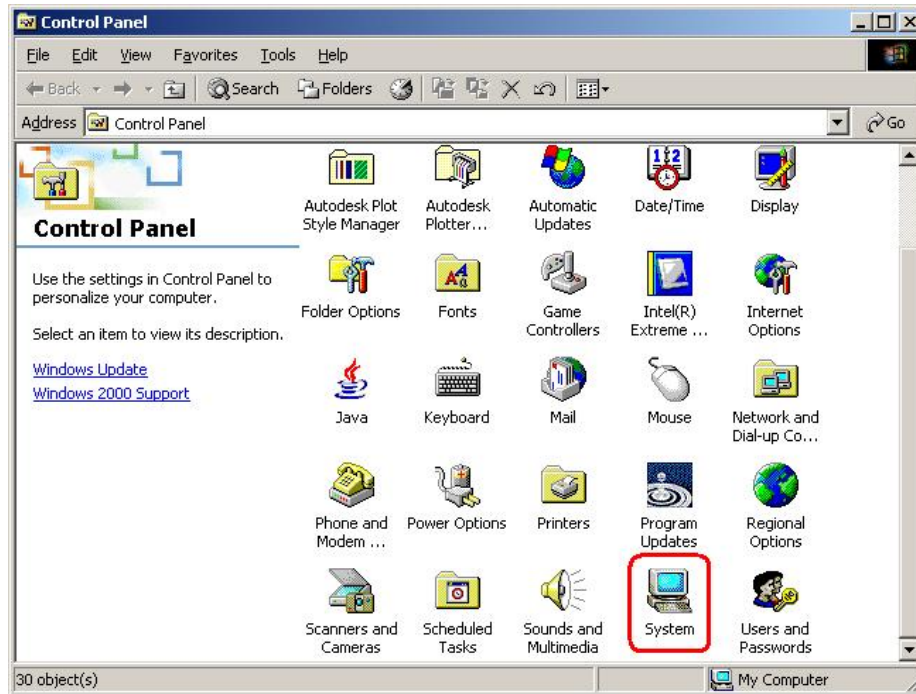 Control Panel
File Edit View Favorites Tools Help
Back Search Folders
Address Control Panel Go
Control Panel
Use the settings in Control Panel to
personalize your computer.
Select an item to view its description.
Windows Update
Windows 2000 Support
Autodesk Plot
Style Manager
Autodesk
Plotter...
Automatic
Updates
Date/Time
Display
Folder Options
Fonts
Game
Controllers
Intel(R)
Extreme ...
Internet
Options
Java
Keyboard
Mail
Mouse
Network and
Dial-up Co...
Phone and
Modem ...
Power Options
Printers
Program
Updates
Regional
Options
Scanners and
Cameras
Scheduled
Tasks
Sounds and
Multimedia
System
Users and
Passwords
30 object(s) My Computer